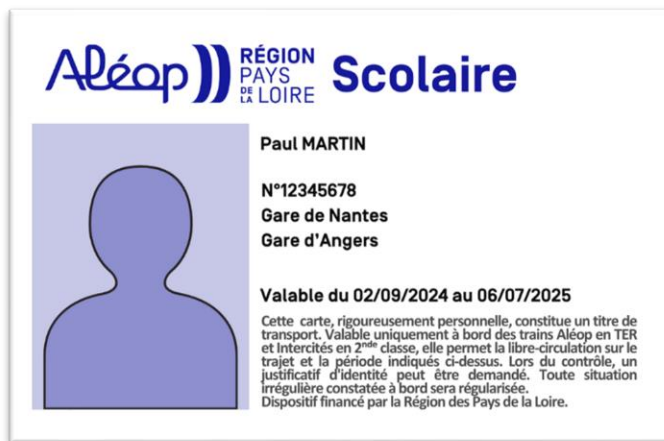 Aléop
RÉGION
PAYS
DE LA LOIRE
Scolaire
Paul MARTIN
N°12345678
Gare de Nantes
Gare d'Angers
Valable du 02/09/2024 au 06/07/2025
Cette carte, rigoureusement personnelle, constitue un titre de
transport. Valable uniquement à bord des trains Aléop en TER
et Intercités en 2nde classe, elle permet la libre-circulation sur le
trajet et la période indiqués ci-dessus. Lors du contrôle, un
justificatif d'identité peut être demandé. Toute situation
irrégulière constatée à bord sera régularisée.
Dispositif financé par la Région des Pays de la Loire.